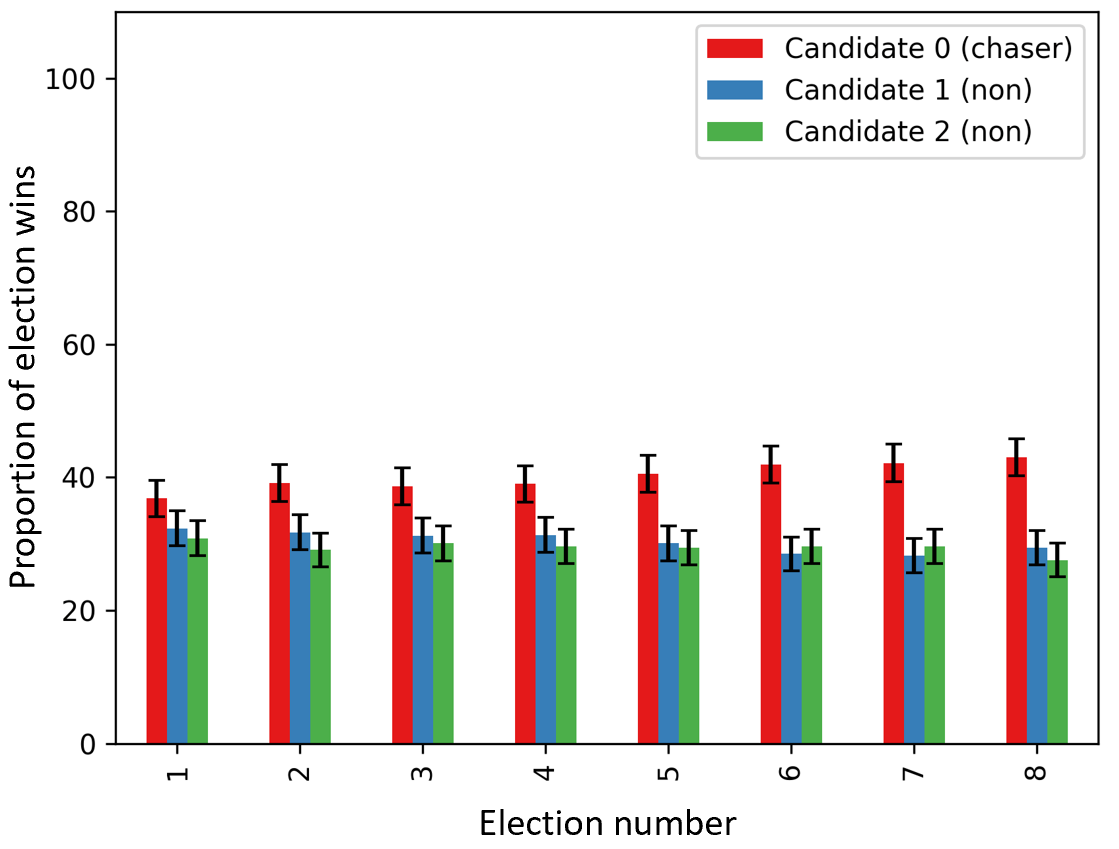 Candidate 0 (chaser)
Candidate 1 (non)
Candidate 2 (non)
Proportion of election wins
100
80
60
40
20
0
1 2 3 4 5 6 7 8
Election number